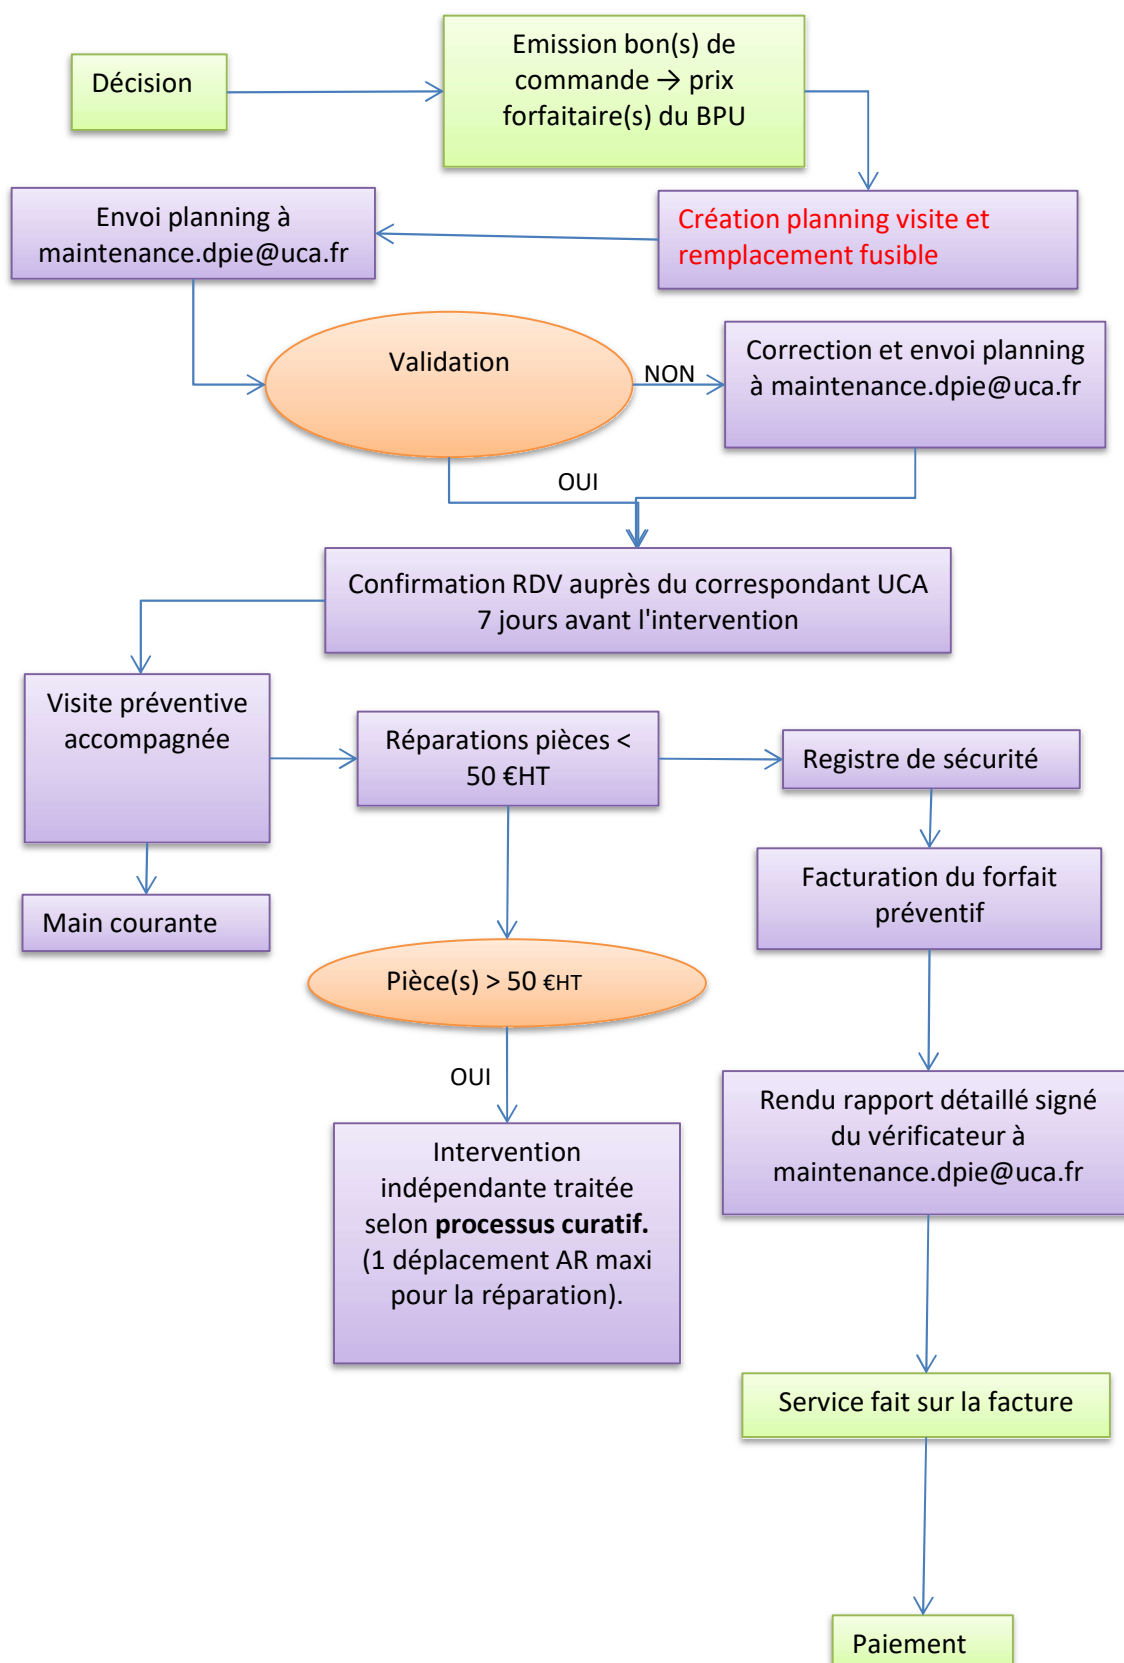 Décision
Emission bon(s) de
commande → prix
forfaitaire(s) du BPU
Envoi planning à
maintenance.dpie@uca.fr
Création planning visite et
remplacement fusible
Validation
NON
Correction et envoi planning
à maintenance.dpie@uca.fr
OUI
Confirmation RDV auprès du correspondant UCA
7 jours avant l'intervention
Visite préventive
accompagnée
Réparations pièces <
50 €HT
Registre de sécurité
Main courante
Facturation du forfait
préventif
Pièce(s) > 50 €HT
OUI
Rendu rapport détaillé signé
du vérificateur à
maintenance.dpie@uca.fr
Intervention
indépendante traitée
selon processus curatif.
(1 déplacement AR maxi
pour la réparation).
Service fait sur la facture
Paiement